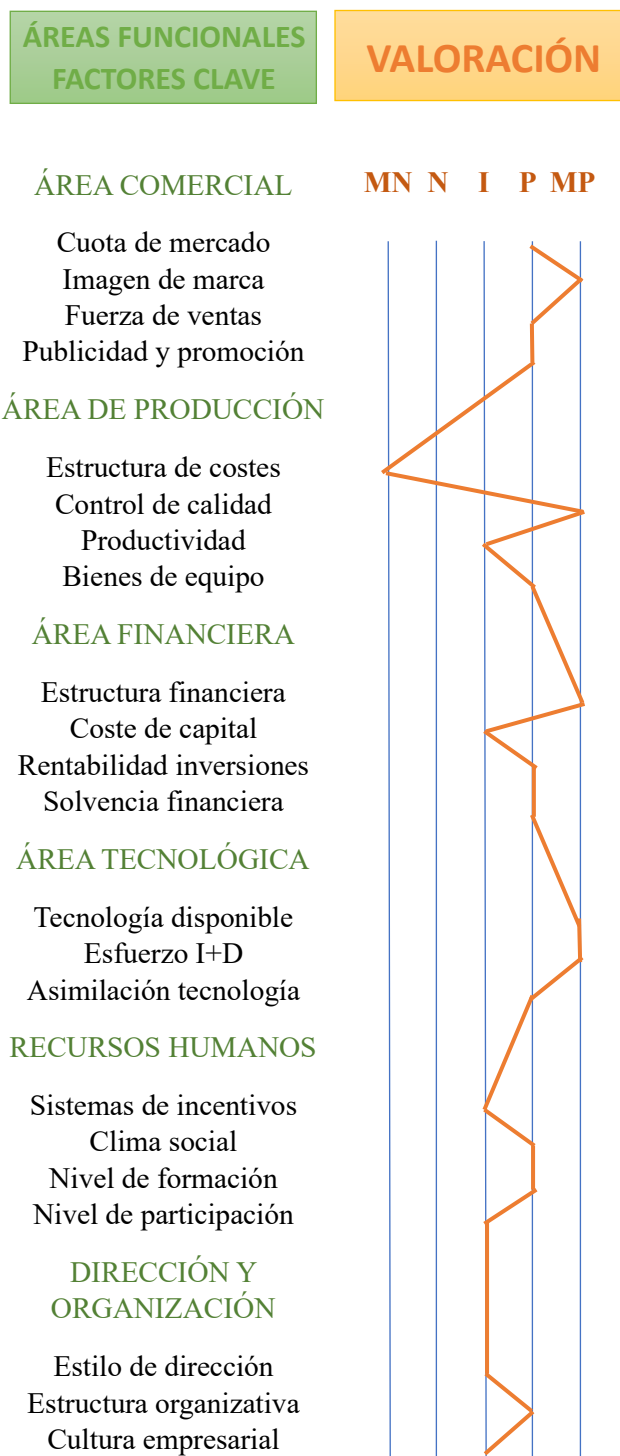 ÁREAS FUNCIONALES
FACTORES CLAVE
VALORACIÓN
ÁREA COMERCIAL
MN N I P MP
Cuota de mercado
Imagen de marca
Fuerza de ventas
Publicidad y promoción
ÁREA DE PRODUCCIÓN
Estructura de costes
Control de calidad
Productividad
Bienes de equipo
ÁREA FINANCIERA
Estructura financiera
Coste de capital
Rentabilidad inversiones
Solvencia financiera
ÁREA TECNOLÓGICA
Tecnología disponible
Esfuerzo I+D
Asimilación tecnología
RECURSOS HUMANOS
Sistemas de incentivos
Clima social
Nivel de formación
Nivel de participación
DIRECCIÓN Y
ORGANIZACIÓN
Estilo de dirección
Estructura organizativa
Cultura empresarial